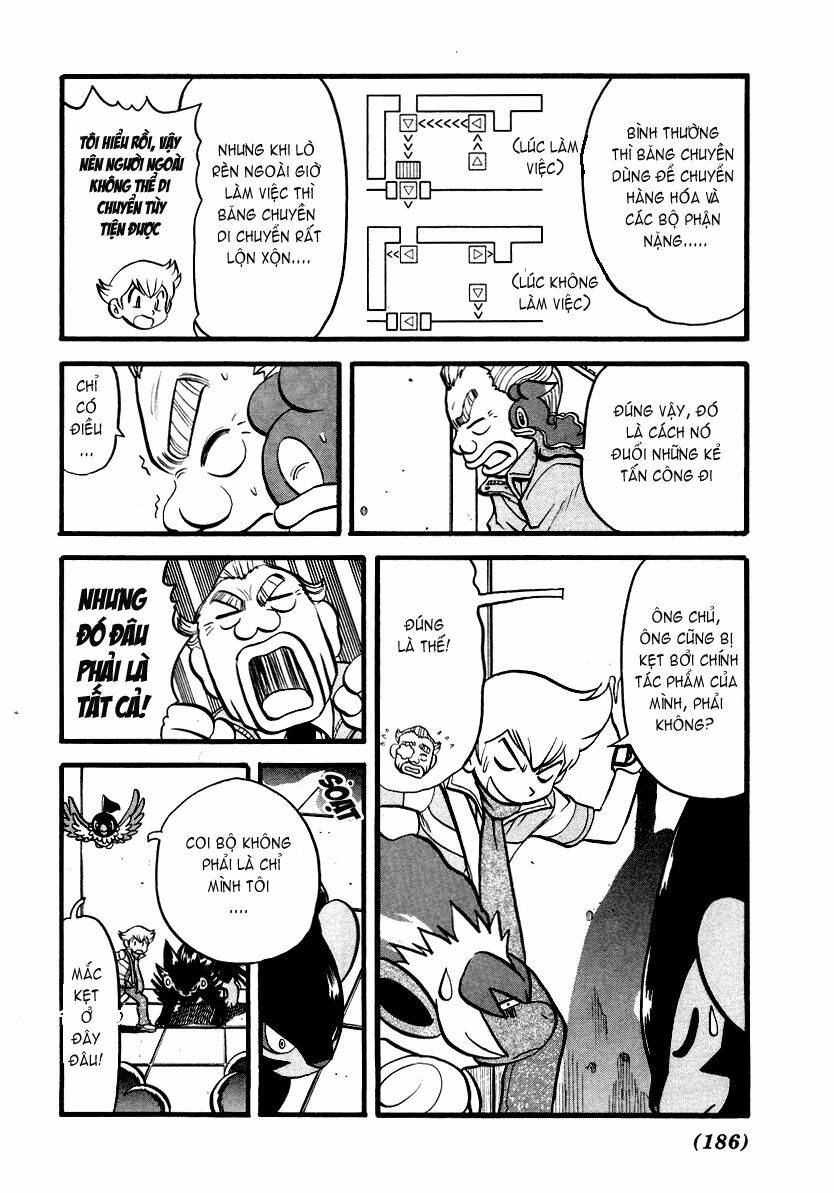 BÌNH THƯỜNG
THÌ BĂNG CHUYỀN
DÙNG ĐỂ CHUYỂN
HÀNG HÓA VÀ
CÁC BỘ PHẬN
NẶNG.....
(LÚC LÀM
VIỆC)
(LÚC KHÔNG
LÀM VIỆC)
NHƯNG KHI LÒ
RÈN NGOÀI GIỜ
LÀM VIỆC THÌ
BĂNG CHUYỀN
DI CHUYỂN RẤT
LỘN XỘN....
TÔI HIỂU RỒI, VẬY
NÊN NGƯỜI NGOÀI
KHÔNG THỂ DI
CHUYỂN TÙY
TIỆN ĐƯỢC
ĐÚNG VẬY, ĐÓ
LÀ CÁCH NÓ
ĐUỔI NHỮNG KẺ
TẤN CÔNG ĐI
CHỈ
CÓ
ĐIỀU
...
ÔNG CHỦ,
ÔNG CŨNG BỊ
KẸT BỞI CHÍNH
TÁC PHẨM CỦA
MÌNH, PHẢI
KHÔNG?
ĐÚNG
LÀ THẾ!
NHƯNG
ĐÓ ĐÂU
PHẢI LÀ
TẤT CẢ!
SOẠT
COI BỘ KHÔNG
PHẢI LÀ CHỈ
MÌNH TÔI
....
MẮC
KẸT
Ở
ĐÂY
ĐÂU!
(186)